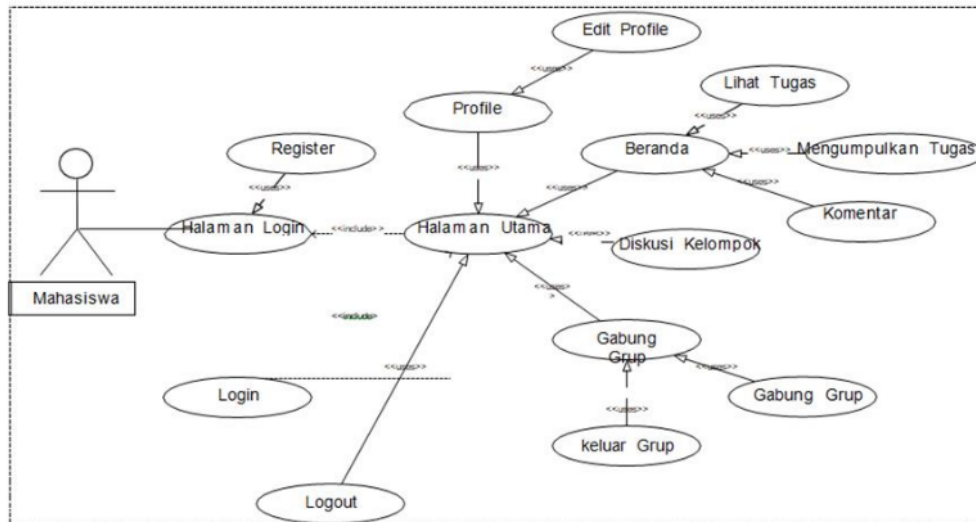 Edit Profile
<<uses>>
Lihat Tugas
Profile
<<uses>>
Register
Beranda
<<uses>>
Mengumpulkan Tugas
<<uses>>
<<uses>>
<<uses>>
<<uses>>
Komentar
Halaman Login
<<include>>
Halaman Utama
Diskusi Kelompok
Mahasiswa
<<include>
Gabung
Grup
<<uses>>
<<uses>>
Login
Gabung Grup
<<uses>>
keluar Grup
Logout